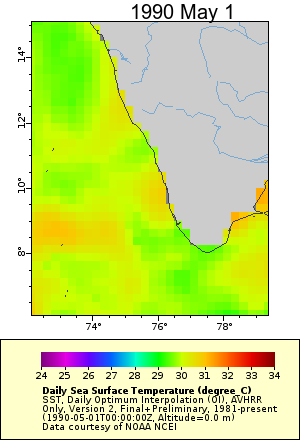 1990 May 1
14°
12°
10°
8°
74°
76°
78°
24 25 26 27 28 29 30 31 32 33 34
Daily Sea Surface Temperature (degree_C)
SST, Daily Optimum Interpolation (OI), AVHRR
Only, Version 2, Final+Preliminary, 1981-present
(1990-05-01T00:00:00Z, Altitude=0.0 m)
Data courtesy of NOAA NCEI